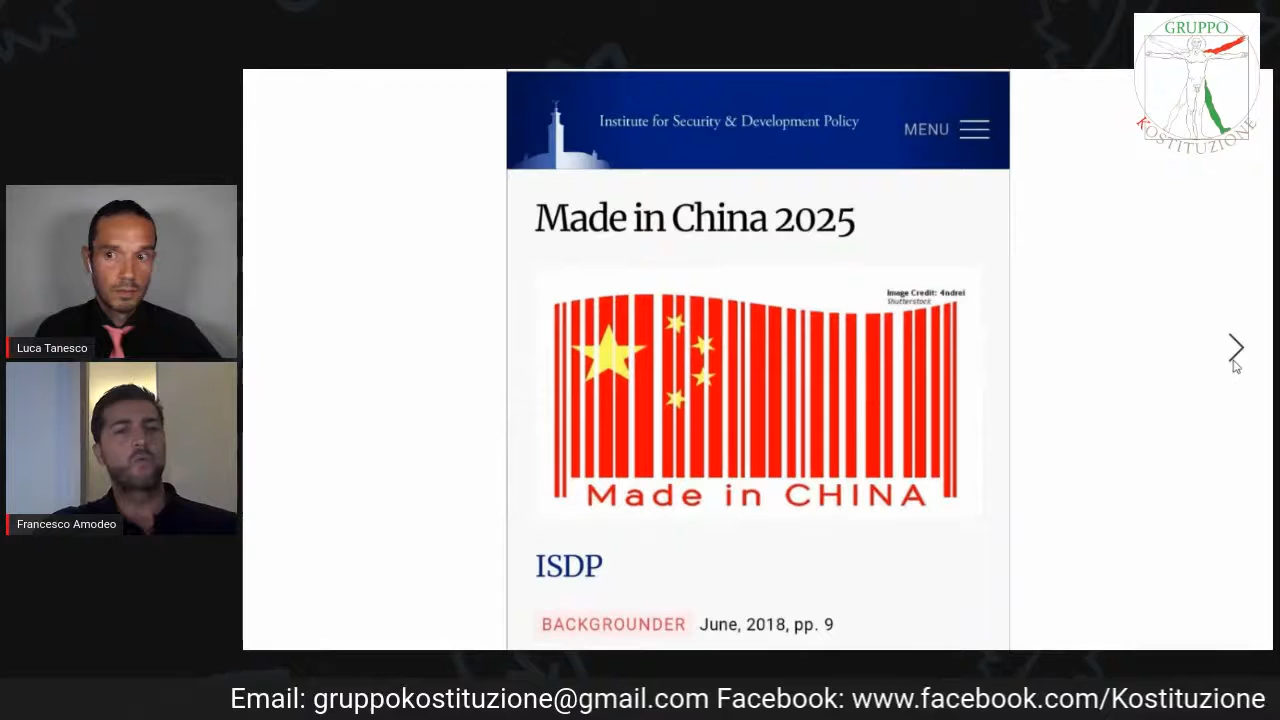 GRUPPO
KOSTITUZIONE
Institute for Security & Development Policy
MENU
Made in China 2025
Image Credit: 4ndrei
Shutterstock
Made in CHINA
ISDP
BACKGROUNDER June, 2018, pp. 9
Luca Tanesco
Francesco Amodeo
Email: gruppokostituzione@gmail.com Facebook: www.facebook.com/Kostituzione